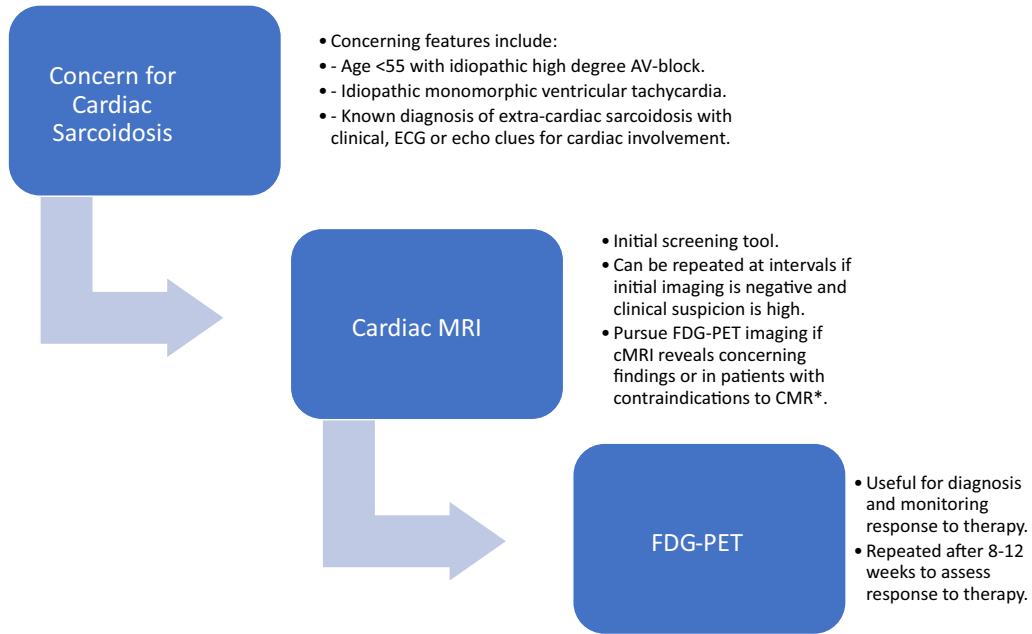 Concern for
Cardiac
Sarcoidosis
• Concerning features include:
• - Age <55 with idiopathic high degree AV-block.
• - Idiopathic monomorphic ventricular tachycardia.
• - Known diagnosis of extra-cardiac sarcoidosis with
clinical, ECG or echo clues for cardiac involvement.
Cardiac MRI
• Initial screening tool.
• Can be repeated at intervals if
initial imaging is negative and
clinical suspicion is high.
• Pursue FDG-PET imaging if
cMRI reveals concerning
findings or in patients with
contraindications to CMR*.
FDG-PET
• Useful for diagnosis
and monitoring
response to therapy.
• Repeated after 8-12
weeks to assess
response to therapy.